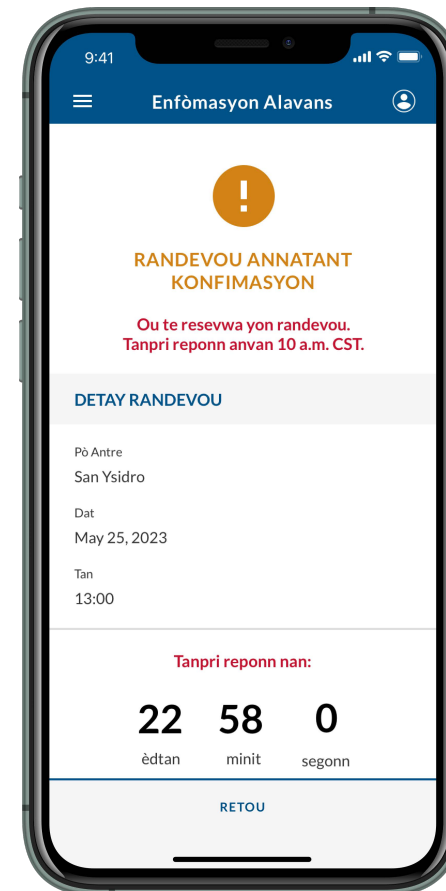 9:41
Enfòmasyon Alavans
RANDEVOU ANNATANT
KONFIMASYON
Ou te resevwa yon randevou.
Tanpri reponn anvan 10 a.m. CST.
DETAY RANDEVOU
Pò Antre
San Ysidro
Dat
May 25, 2023
Tan
13:00
Tanpri reponn nan:
22 58 0
èdtan minit segonn
RETOU